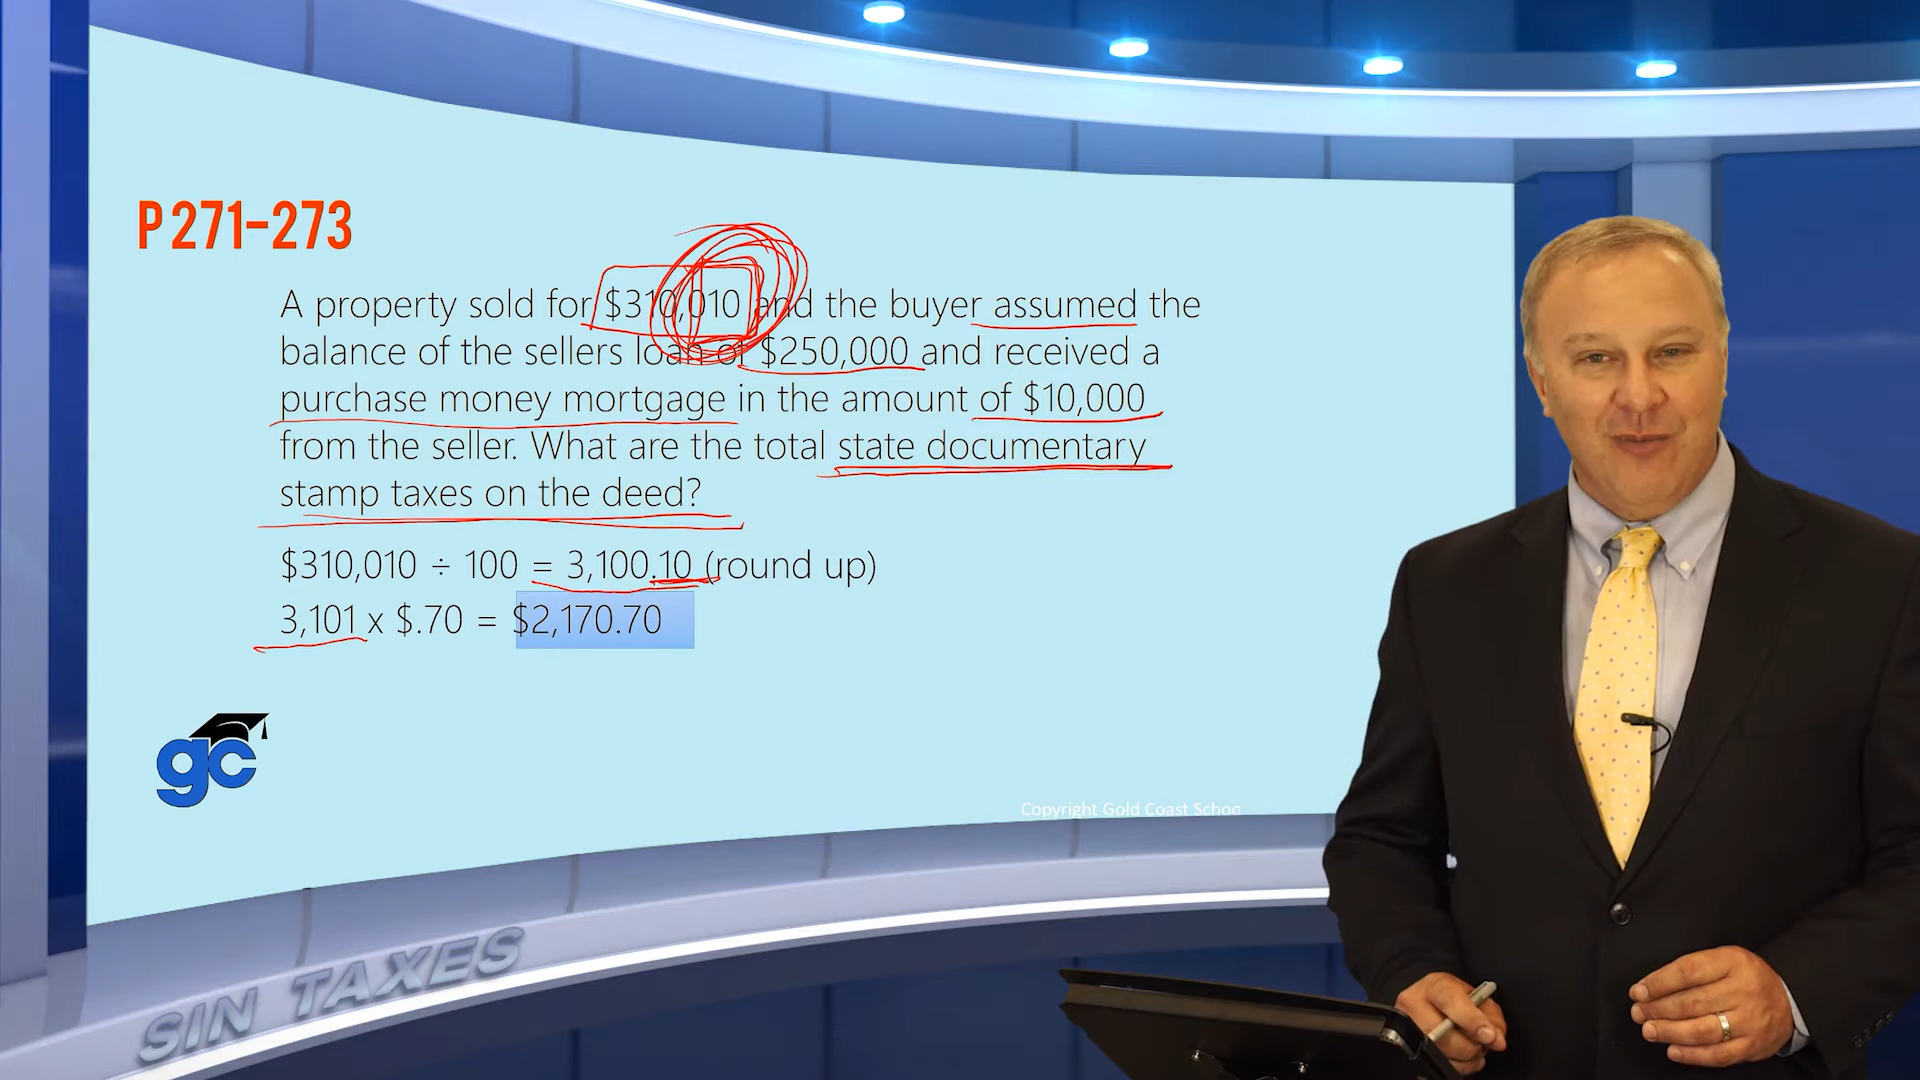 P 271-273
A property sold for $310,010 and the buyer assumed the
balance of the sellers loan of $250,000 and received a
purchase money mortgage in the amount of $10,000
from the seller. What are the total state documentary
stamp taxes on the deed?
$310,010 ÷ 100 = 3,100.10 (round up)
3,101 x $.70 = $2,170.70
gc
Copyright Gold Coast Schoo
SIN TAXES